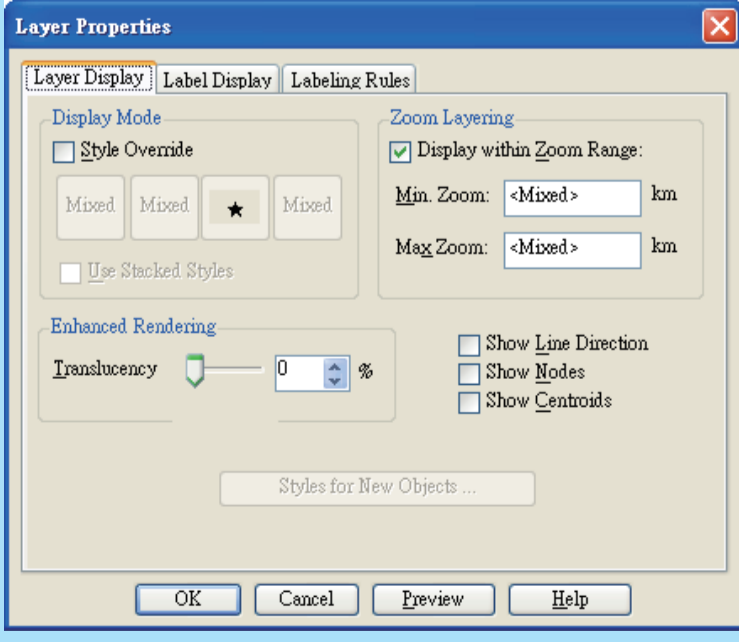 Layer Properties
Layer Display Label Display Labeling Rules
Display Mode
Style Override
Mixed Mixed Mixed
Use Stacked Styles
Zoom Layering
Display within Zoom Range:
Min. Zoom: <Mixed> km
Max Zoom: <Mixed> km
Enhanced Rendering
Translucency 0 %
Show Line Direction
Show Nodes
Show Centroids
Styles for New Objects ...
OK Cancel Preview Help